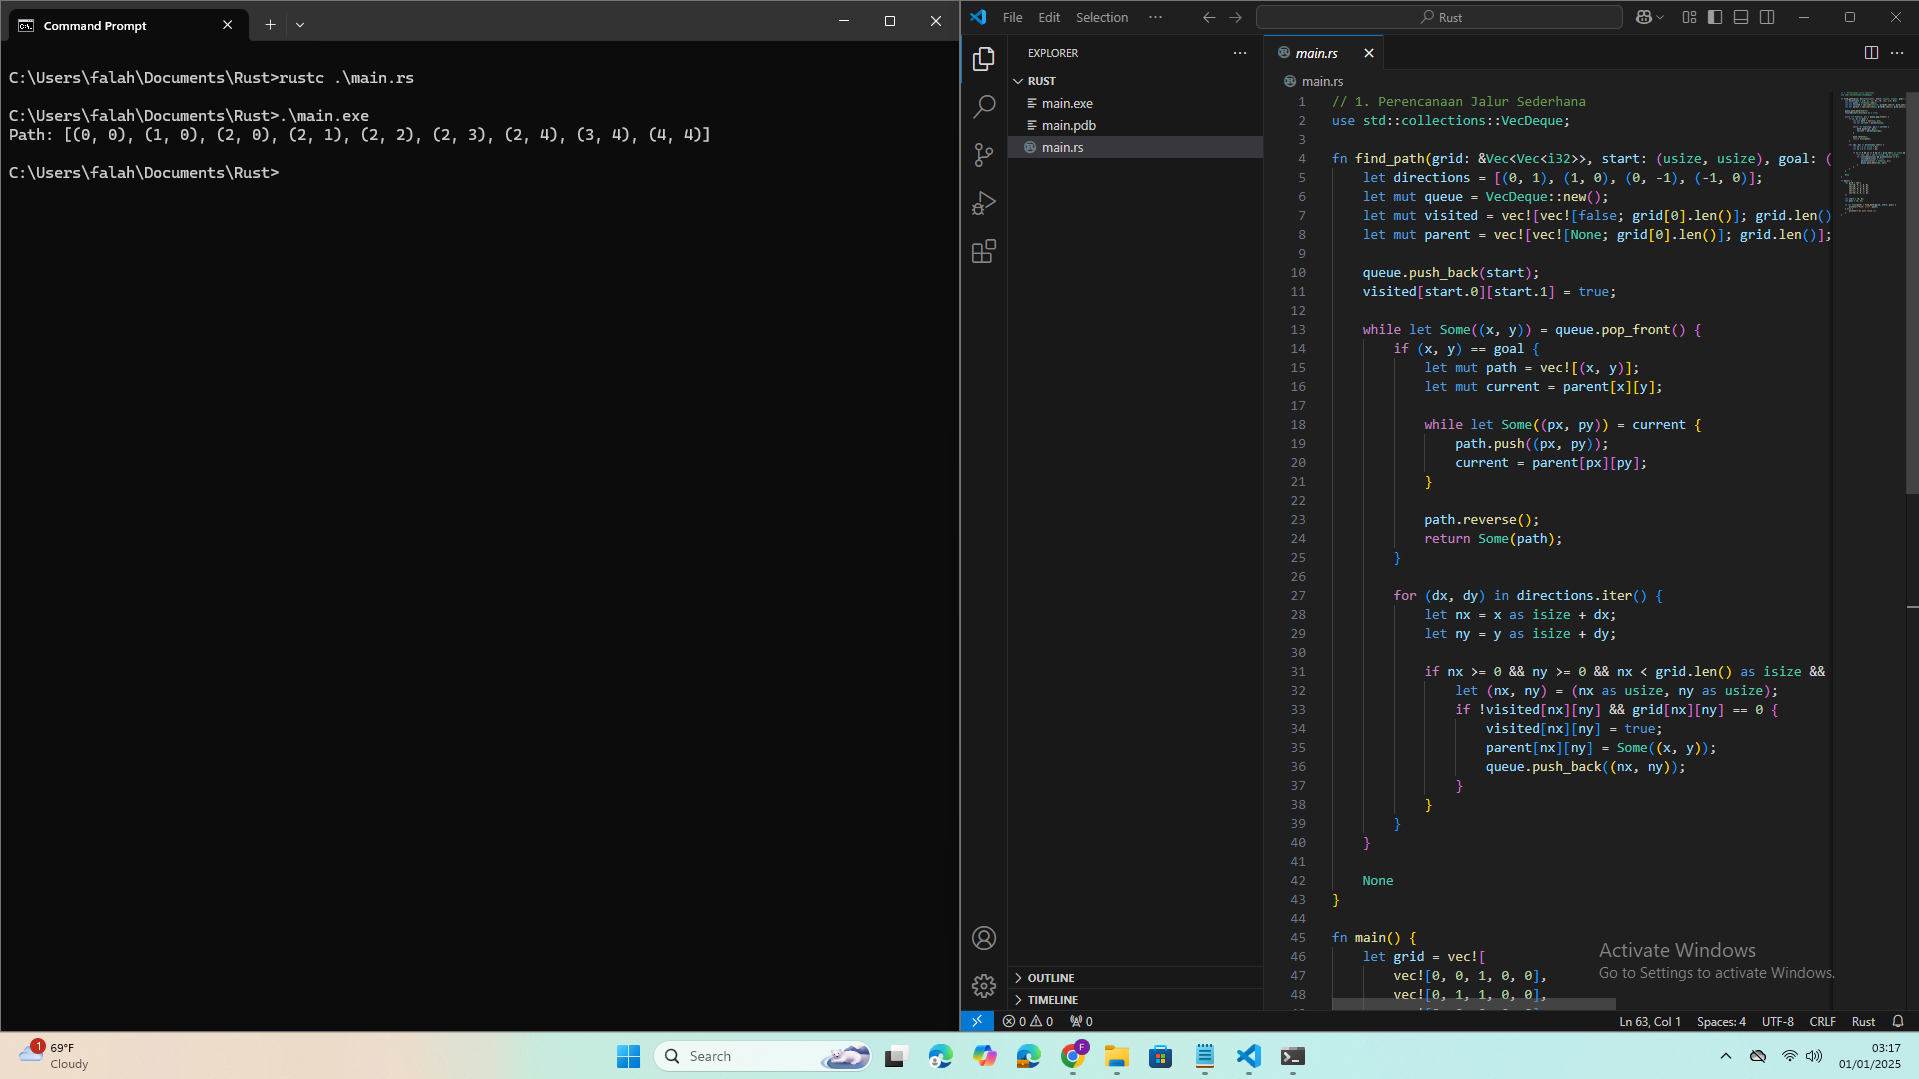 Command Prompt
C:\Users\falah\Documents\Rust>rustc .\main.rs
C:\Users\falah\Documents\Rust>.\main.exe
Path: [(0, 0), (1, 0), (2, 0), (2, 1), (2, 2), (2, 3), (2, 4), (3, 4), (4, 4)]
C:\Users\falah\Documents\Rust>
File Edit Selection ···
Rust
EXPLORER
RUST
main.exe
main.pdb
main.rs
OUTLINE
TIMELINE
main.rs
main.rs
1 // 1. Perencanaan Jalur Sederhana
2 use std::collections::VecDeque;
3
4 fn find_path(grid: &Vec<Vec<i32>>, start: (usize, usize), goal: (
5 let directions = [(0, 1), (1, 0), (0, -1), (-1, 0)];
6 let mut queue = VecDeque::new();
7 let mut visited = vec![vec![false; grid[0].len()]; grid.len()
8 let mut parent = vec![vec![None; grid[0].len()]; grid.len()];
9
10 queue.push_back(start);
11 visited[start.0][start.1] = true;
12
13 while let Some((x, y)) = queue.pop_front() {
14 if (x, y) == goal {
15 let mut path = vec![(x, y)];
16 let mut current = parent[x][y];
17
18 while let Some((px, py)) = current {
19 path.push((px, py));
20 current = parent[px][py];
21 }
22
23 path.reverse();
24 return Some(path);
25 }
26
27 for (dx, dy) in directions.iter() {
28 let nx = x as isize + dx;
29 let ny = y as isize + dy;
30
31 if nx >= 0 && ny >= 0 && nx < grid.len() as isize &&
32 let (nx, ny) = (nx as usize, ny as usize);
33 if !visited[nx][ny] && grid[nx][ny] == 0 {
34 visited[nx][ny] = true;
35 parent[nx][ny] = Some((x, y));
36 queue.push_back((nx, ny));
37 }
38 }
39 }
40 }
41
42 None
43 }
44
45 fn main() {
46 let grid = vec![
47 vec![0, 0, 1, 0, 0],
48 vec![0, 1, 1, 0, 0],
Activate Windows
Go to Settings to activate Windows.
0 0 0
Ln 63, Col 1 Spaces: 4 UTF-8 CRLF Rust
1
69°F
Cloudy
Search
F
03:17
01/01/2025